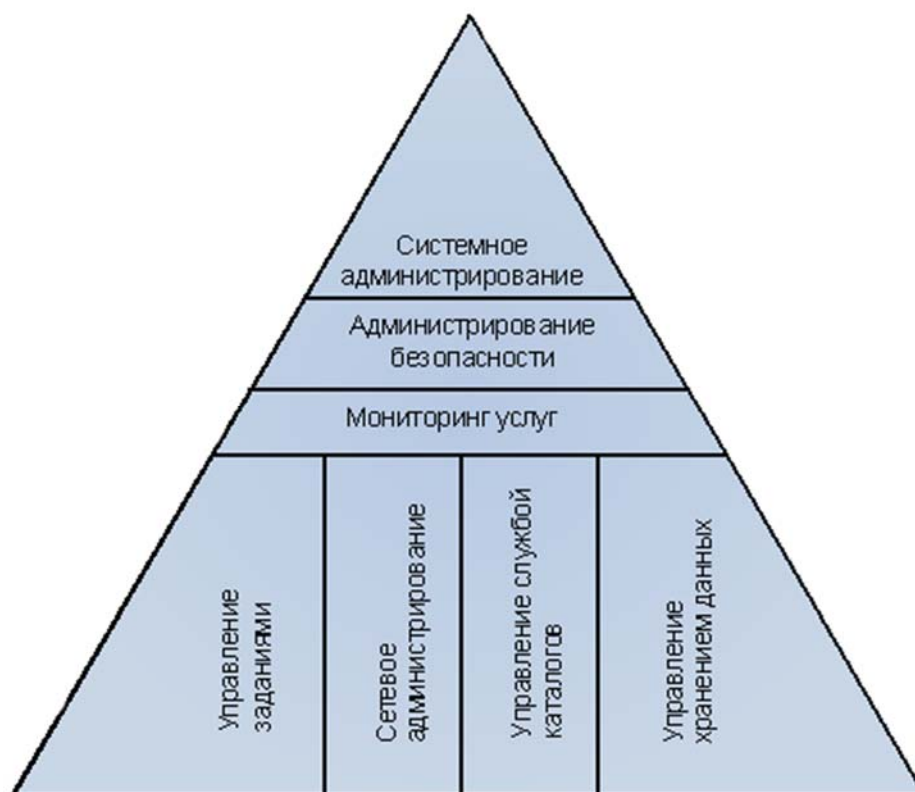 Системное
администрирование
Администрирование
безопасности
Мониторинг услуг
Управление
заданиями
Сетевое
администрирование
Управление службой
каталогов
Управление
хранением данных